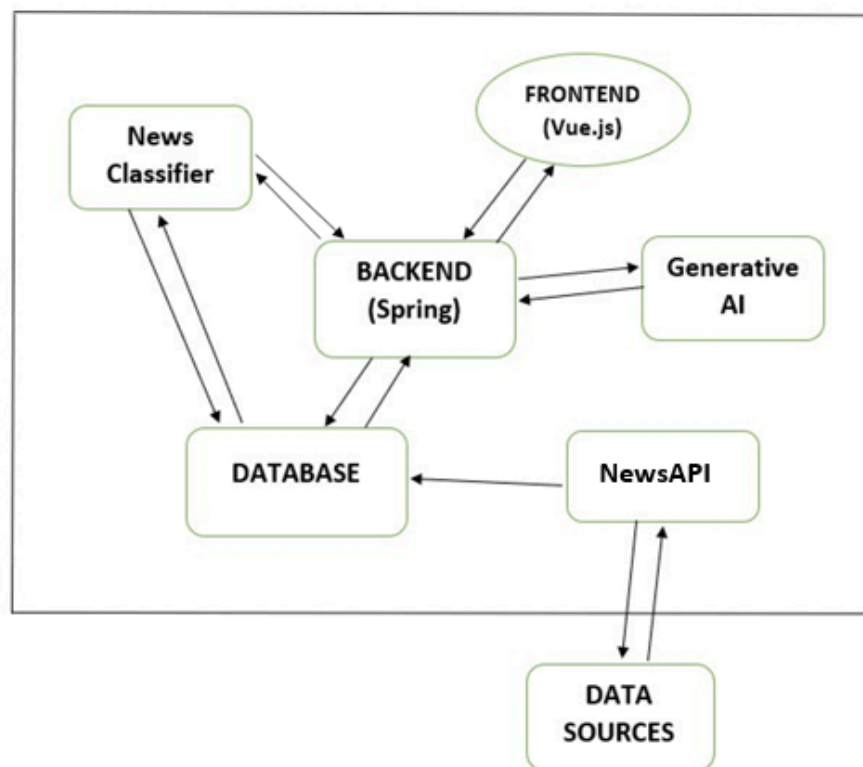 FRONTEND
(Vue.js)
News
Classifier
BACKEND
(Spring)
Generative
AI
DATABASE
NewsAPI
DATA
SOURCES